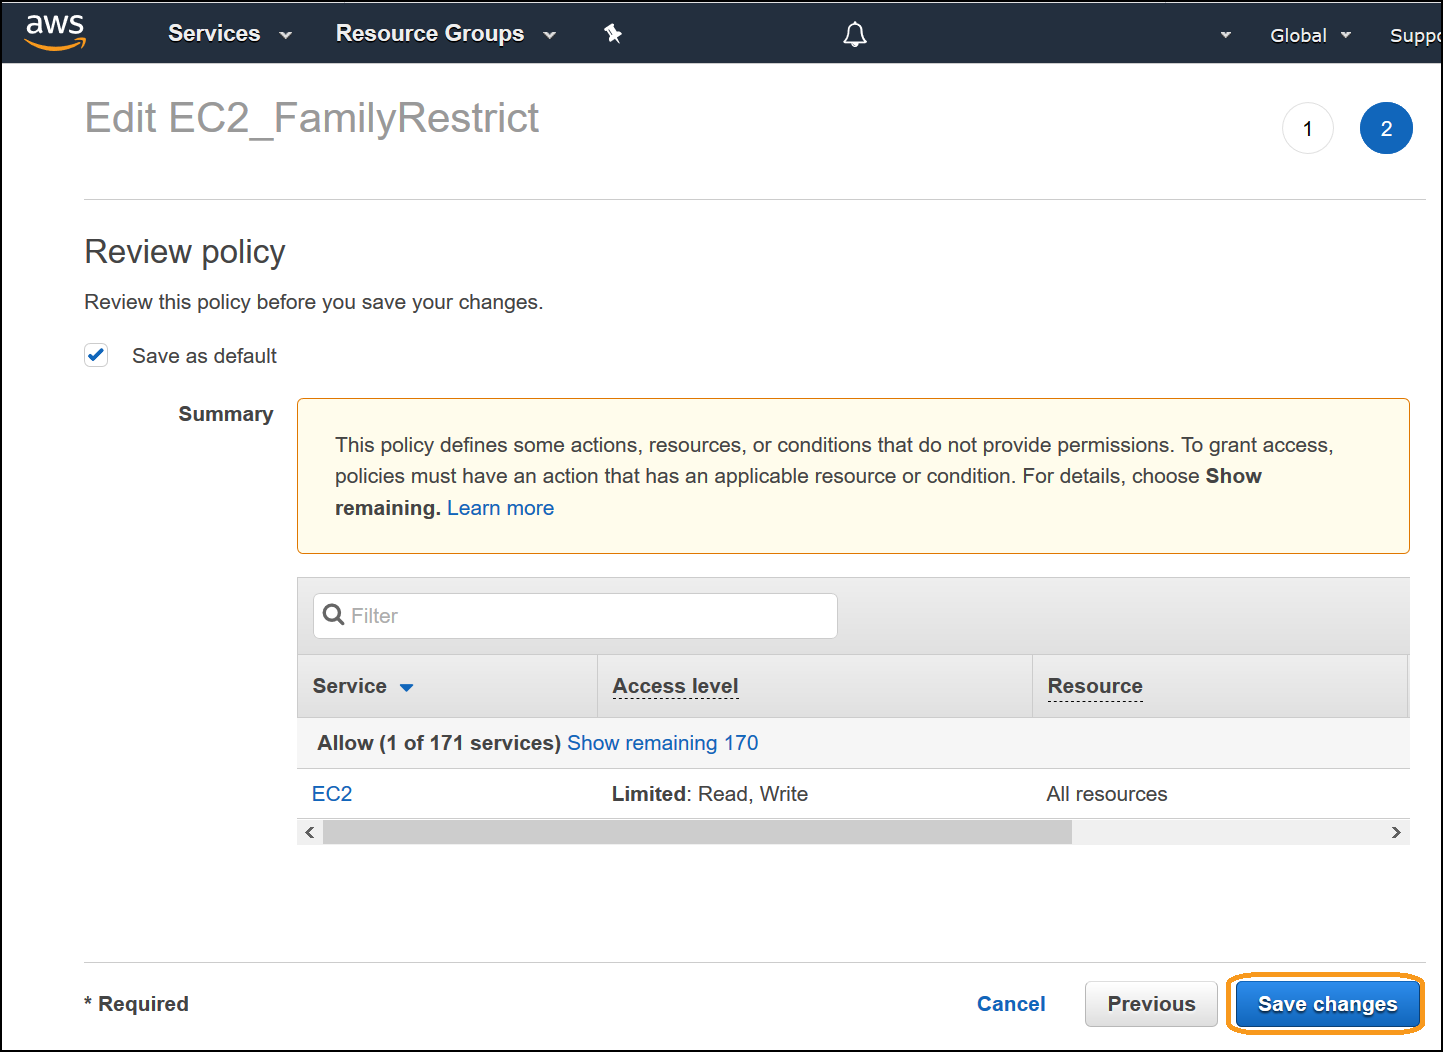 aws Services Resource Groups Global Suppo
Edit EC2_FamilyRestrict
1 2
Review policy
Review this policy before you save your changes.
Save as default
Summary
This policy defines some actions, resources, or conditions that do not provide permissions. To grant access,
policies must have an action that has an applicable resource or condition. For details, choose Show
remaining. Learn more
Filter
Service Access level Resource
Allow (1 of 171 services) Show remaining 170
EC2 Limited: Read, Write All resources
* Required Cancel Previous Save changes